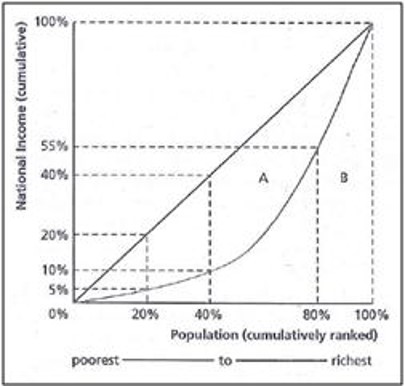 National Income (cumulative)
100%
55%
40%
20%
10%
5%
0%
A
B
20%
40%
80%
100%
Population (cumulatively ranked)
poorest to richest